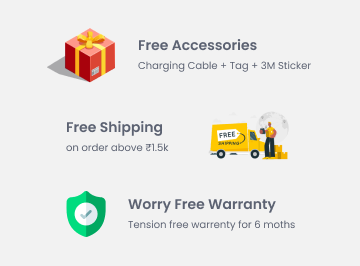 Free Accessories
Charging Cable + Tag + 3M Sticker
Free Shipping
on order above ₹1.5k
FREE
SHIPPING
Worry Free Warranty
Tension free warrenty for 6 moths